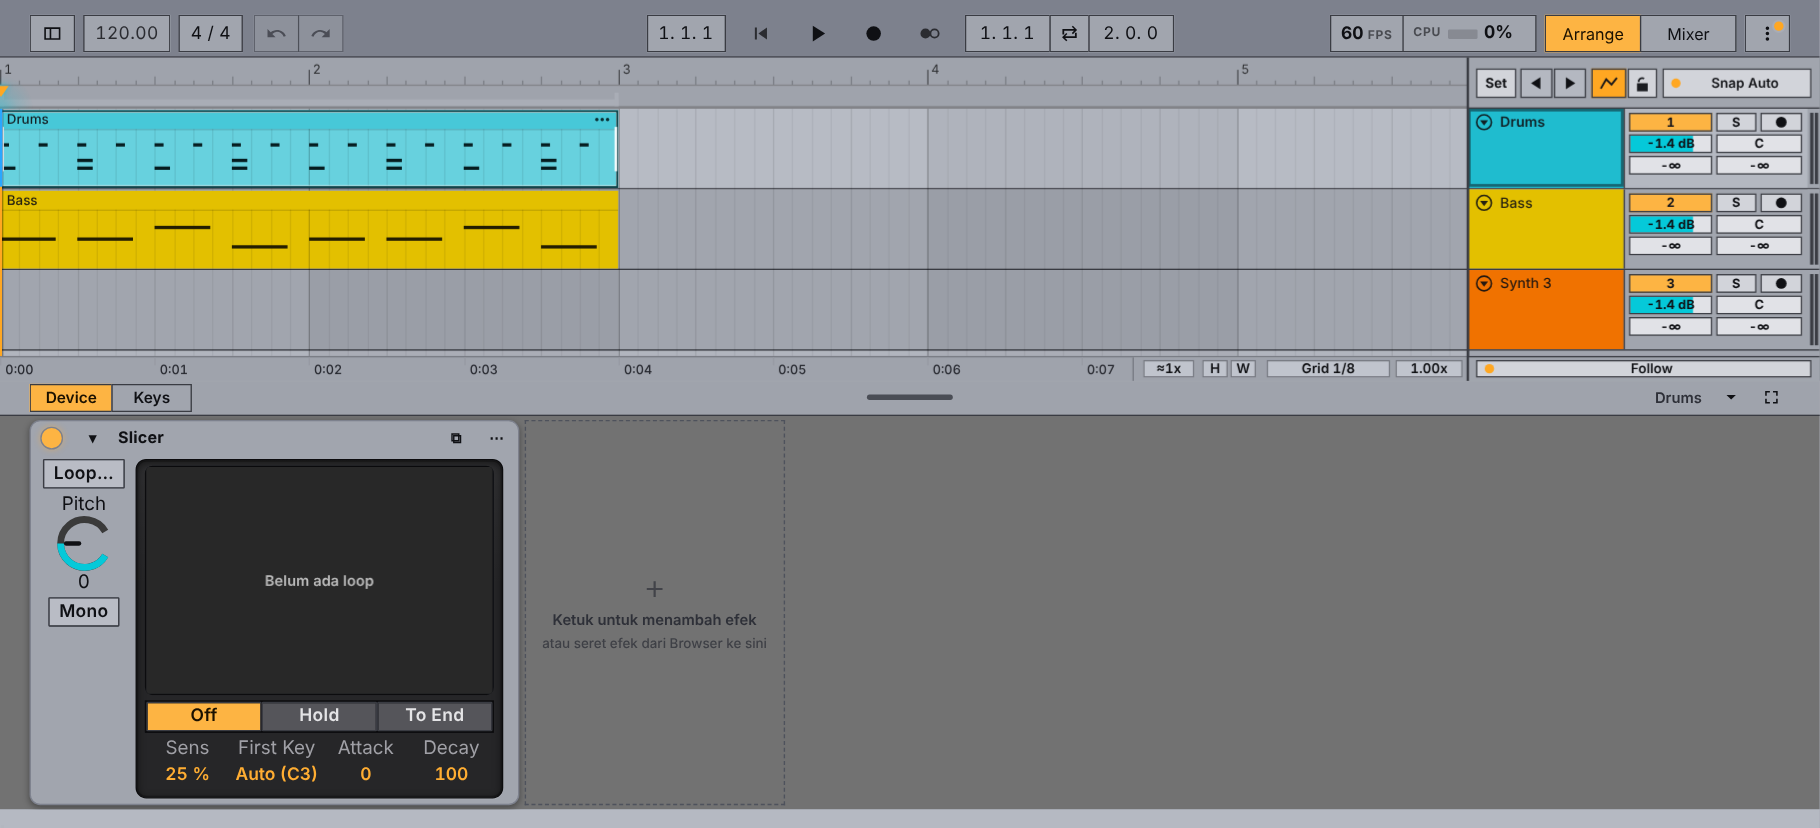 120.00
4 / 4
1. 1. 1
1. 1. 1
2. 0. 0
60 FPS
CPU 0%
Arrange
Mixer
1
2
3
4
5
Set
Snap Auto
Drums
Drums
1
S
-1.4 dB
C
-∞
-∞
Bass
Bass
2
S
-1.4 dB
C
-∞
-∞
Synth 3
3
S
-1.4 dB
C
-∞
-∞
0:00
0:01
0:02
0:03
0:04
0:05
0:06
0:07
≈1x
H
W
Grid 1/8
1.00x
Follow
Device
Keys
Drums
Slicer
Loop...
Pitch
0
Mono
Belum ada loop
Off
Hold
To End
Sens
First Key
Attack
Decay
25 %
Auto (C3)
0
100
Ketuk untuk menambah efek
atau seret efek dari Browser ke sini